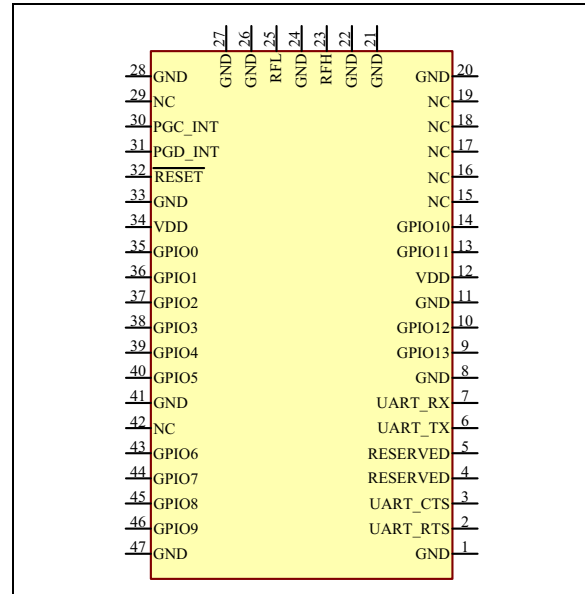 27 26 25 24 23 22 21
GND GND RFL GND RFH GND GND
28 GND GND 20
29 NC NC 19
30 PGC_INT NC 18
31 PGD_INT NC 17
32 RESET NC 16
33 GND NC 15
34 VDD GPIO10 14
35 GPIO0 GPIO11 13
36 GPIO1 VDD 12
37 GPIO2 GND 11
38 GPIO3 GPIO12 10
39 GPIO4 GPIO13 9
40 GPIO5 GND 8
41 GND UART_RX 7
42 NC UART_TX 6
43 GPIO6 RESERVED 5
44 GPIO7 RESERVED 4
45 GPIO8 UART_CTS 3
46 GPIO9 UART_RTS 2
47 GND GND 1